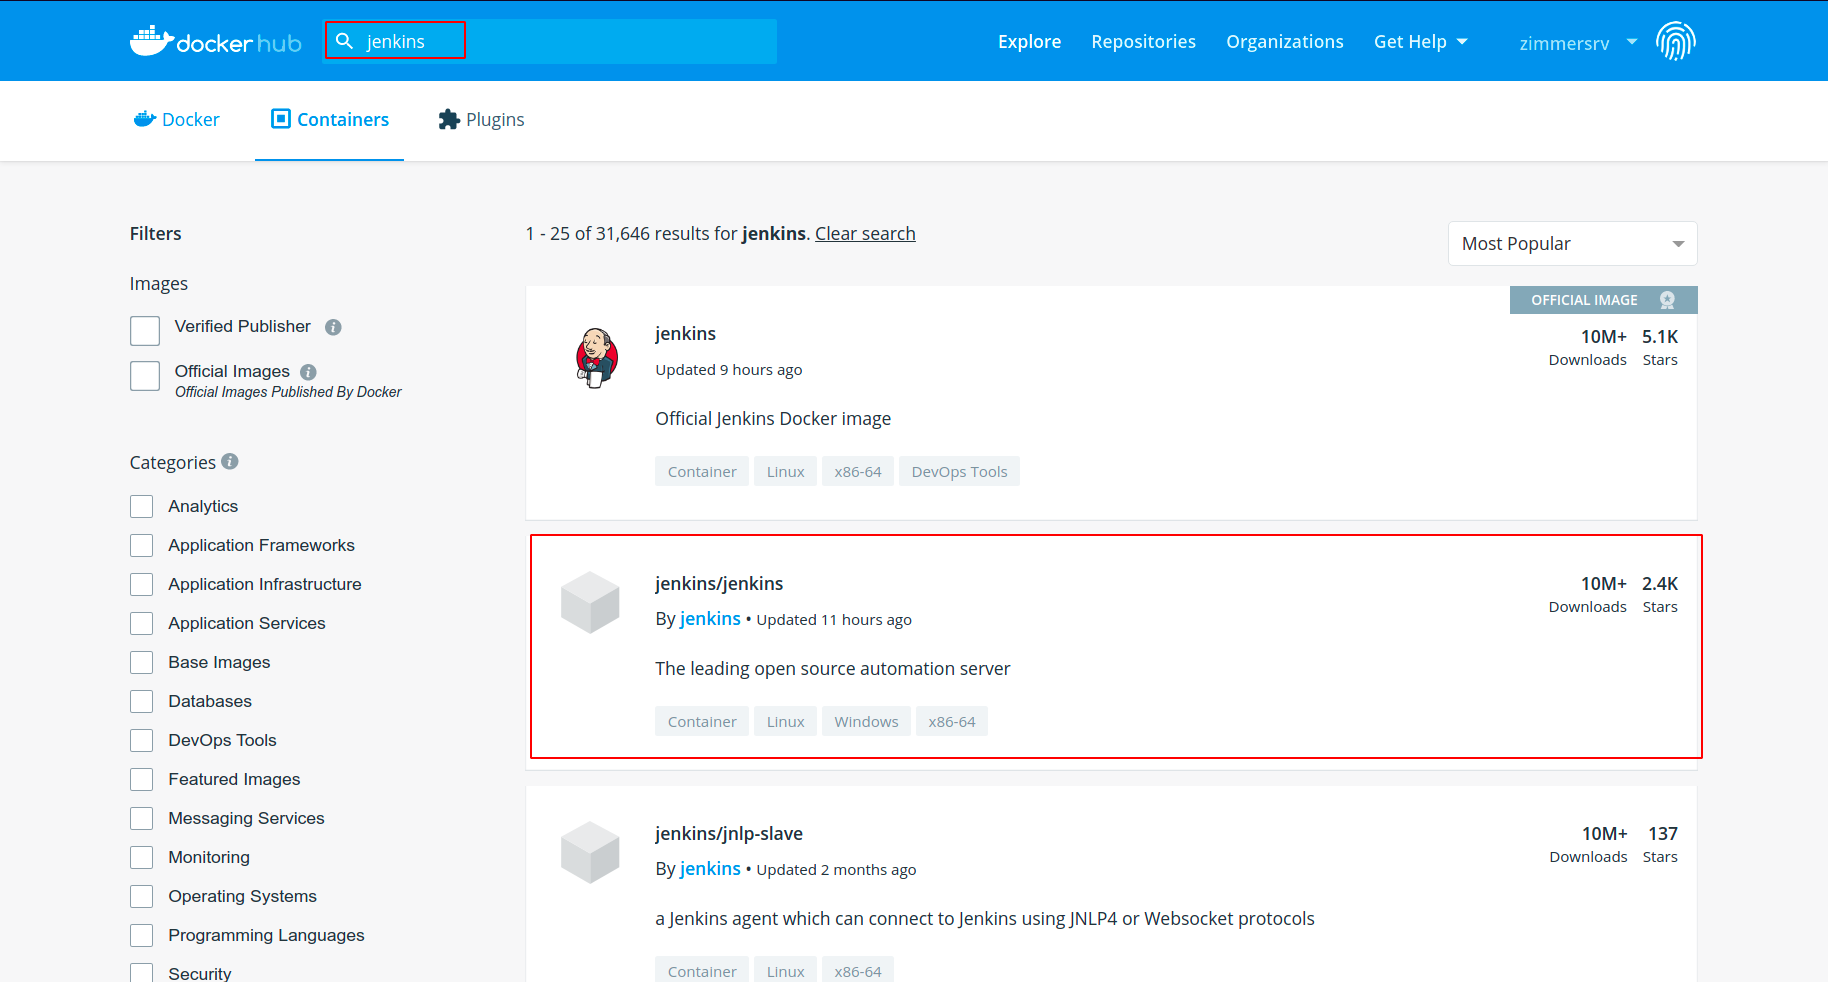 docker hub jenkins Explore Repositories Organizations Get Help zimmersrv
Docker Containers Plugins
Filters
Images
Verified Publisher
Official Images
Official Images Published By Docker
Categories
Analytics
Application Frameworks
Application Infrastructure
Application Services
Base Images
Databases
DevOps Tools
Featured Images
Messaging Services
Monitoring
Operating Systems
Programming Languages
Security
1 - 25 of 31,646 results for jenkins. Clear search
Most Popular
OFFICIAL IMAGE
jenkins
10M+ 5.1K
Downloads Stars
Updated 9 hours ago
Official Jenkins Docker image
Container Linux x86-64 DevOps Tools
jenkins/jenkins
10M+ 2.4K
Downloads Stars
By jenkins • Updated 11 hours ago
The leading open source automation server
Container Linux Windows x86-64
jenkins/jnlp-slave
10M+ 137
Downloads Stars
By jenkins • Updated 2 months ago
a Jenkins agent which can connect to Jenkins using JNLP4 or Websocket protocols
Container Linux x86-64